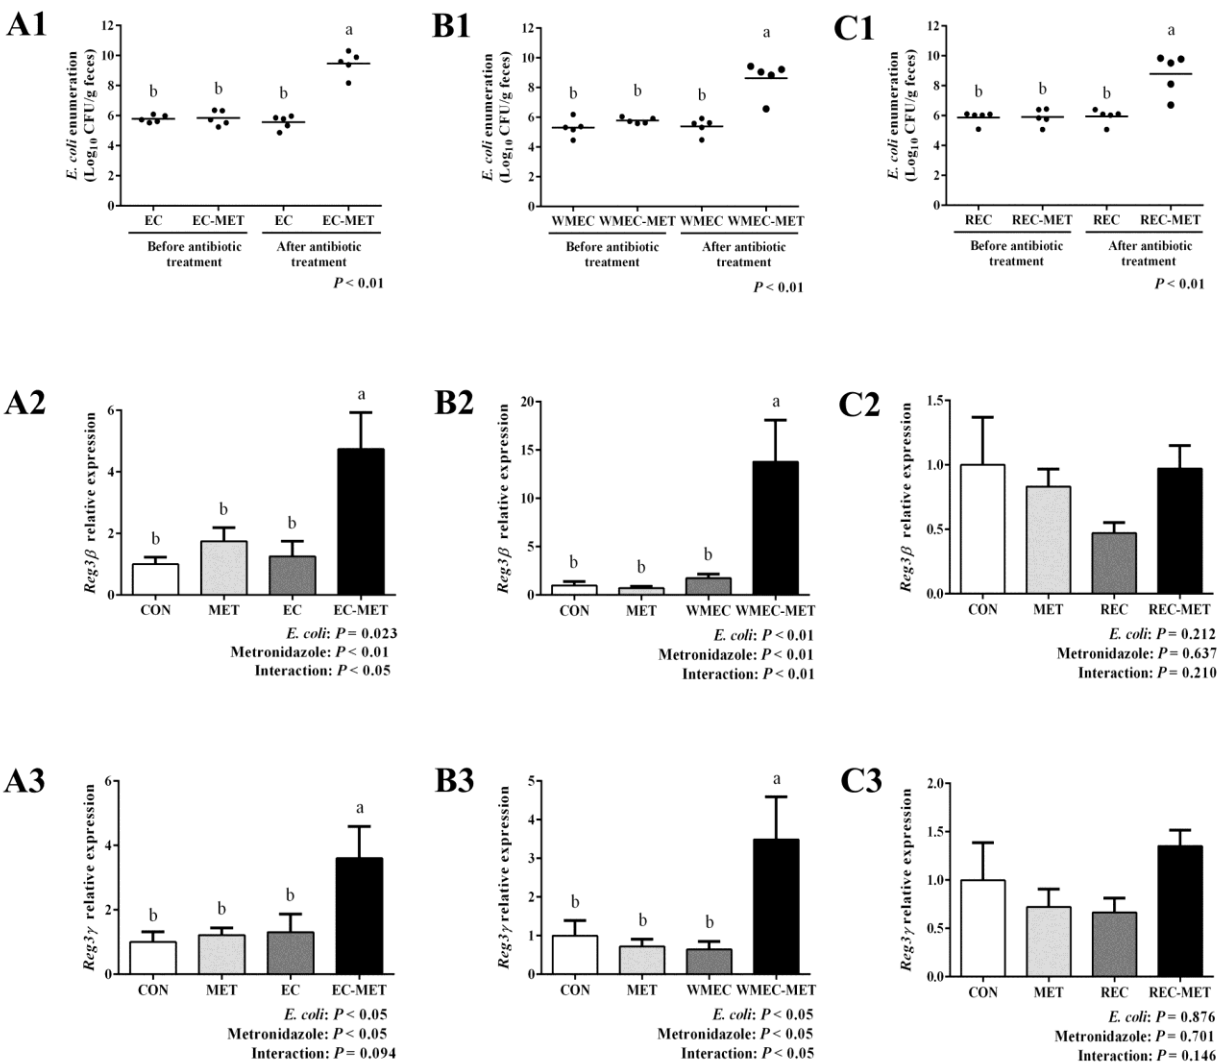 A1
E. coli enumeration
(Log10 CFU/g feces)
12
10
8
6
4
2
0
b
b
b
a
EC
EC-MET
EC
EC-MET
Before antibiotic
treatment
After antibiotic
treatment
P < 0.01
B1
E. coli enumeration
(Log10 CFU/g feces)
12
10
8
6
4
2
0
b
b
b
a
WMEC
WMEC-MET
WMEC
WMEC-MET
Before antibiotic
treatment
After antibiotic
treatment
P < 0.01
C1
E. coli enumeration
(Log10 CFU/g feces)
12
10
8
6
4
2
0
b
b
b
a
REC
REC-MET
REC
REC-MET
Before antibiotic
treatment
After antibiotic
treatment
P < 0.01
A2
Reg3β relative expression
6
4
2
0
b
b
b
a
CON
MET
EC
EC-MET
E. coli: P = 0.023
Metronidazole: P < 0.01
Interaction: P < 0.05
B2
Reg3β relative expression
20
15
10
5
0
b
b
b
a
CON
MET
WMEC
WMEC-MET
E. coli: P < 0.01
Metronidazole: P < 0.01
Interaction: P < 0.01
C2
Reg3β relative expression
1.5
1.0
0.5
0.0
CON
MET
REC
REC-MET
E. coli: P = 0.212
Metronidazole: P = 0.637
Interaction: P = 0.210
A3
Reg3γ relative expression
6
4
2
0
b
b
b
a
CON
MET
EC
EC-MET
E. coli: P < 0.05
Metronidazole: P < 0.05
Interaction: P = 0.094
B3
Reg3γ relative expression
5
4
3
2
1
0
b
b
b
a
CON
MET
WMEC
WMEC-MET
E. coli: P < 0.05
Metronidazole: P < 0.05
Interaction: P < 0.05
C3
Reg3γ relative expression
2.0
1.5
1.0
0.5
0.0
CON
MET
REC
REC-MET
E. coli: P = 0.876
Metronidazole: P = 0.701
Interaction: P = 0.146